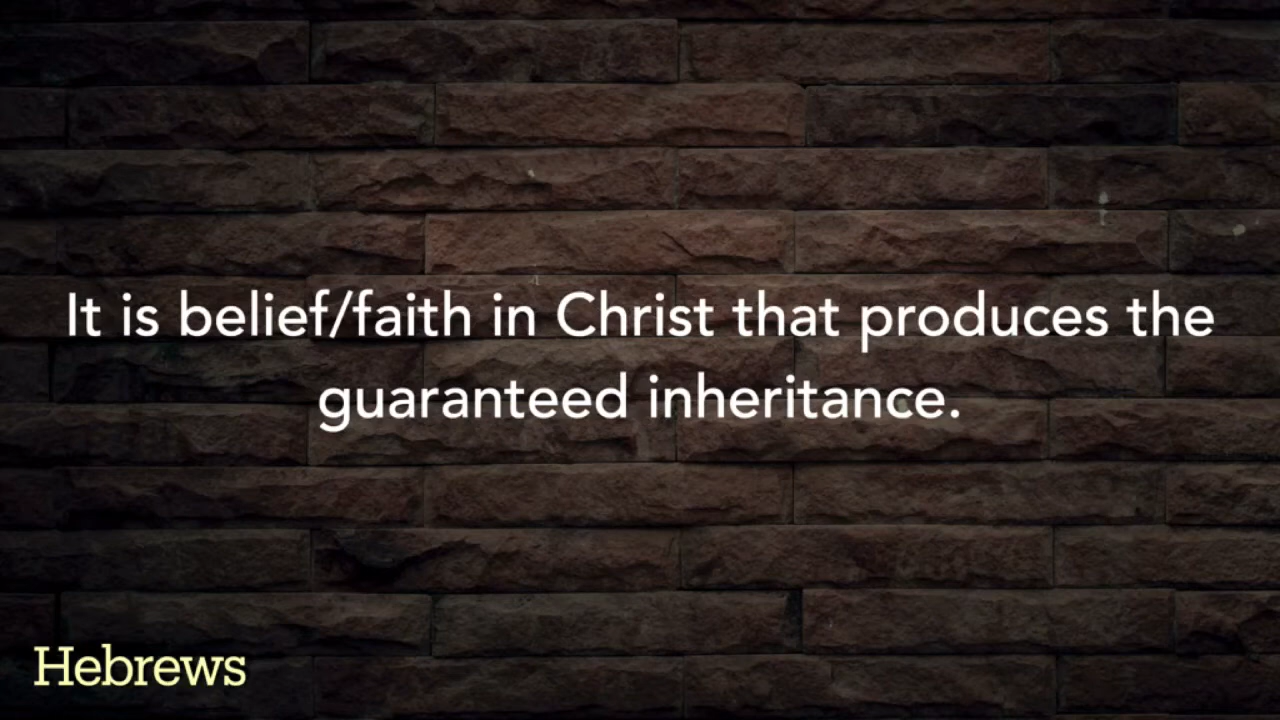 It is belief/faith in Christ that produces the
guaranteed inheritance.
Hebrews